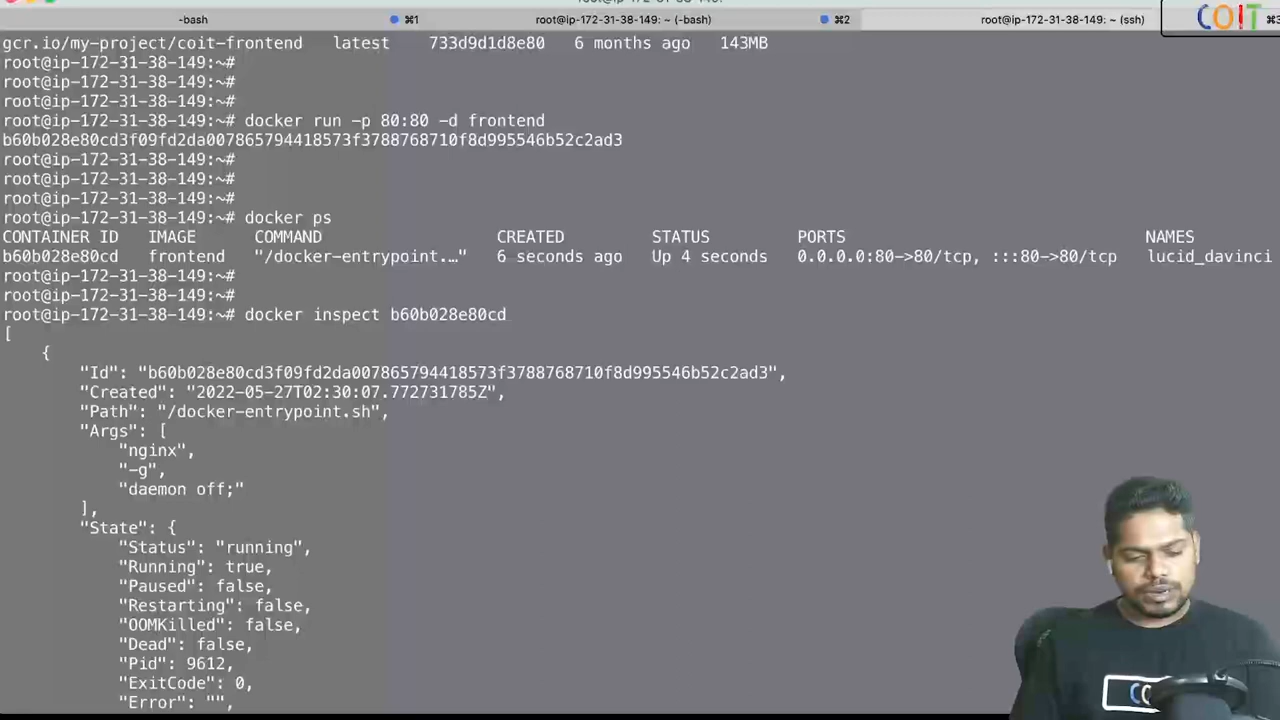 root@ip-172-31-38-149: ~
-bash
⌘1
root@ip-172-31-38-149: ~ (-bash)
⌘2
root@ip-172-31-38-149: ~ (ssh)
COIT
gcr.io/my-project/coit-frontend latest 733d9d1d8e80 6 months ago 143MB
root@ip-172-31-38-149:~#
root@ip-172-31-38-149:~#
root@ip-172-31-38-149:~#
root@ip-172-31-38-149:~# docker run -p 80:80 -d frontend
b60b028e80cd3f09fd2da007865794418573f3788768710f8d995546b52c2ad3
root@ip-172-31-38-149:~#
root@ip-172-31-38-149:~#
root@ip-172-31-38-149:~#
root@ip-172-31-38-149:~# docker ps
CONTAINER ID IMAGE COMMAND CREATED STATUS PORTS NAMES
b60b028e80cd frontend "/docker-entrypoint.…" 6 seconds ago Up 4 seconds 0.0.0.0:80->80/tcp, :::80->80/tcp lucid_davinci
root@ip-172-31-38-149:~#
root@ip-172-31-38-149:~#
root@ip-172-31-38-149:~# docker inspect b60b028e80cd
[
{
"Id": "b60b028e80cd3f09fd2da007865794418573f3788768710f8d995546b52c2ad3",
"Created": "2022-05-27T02:30:07.772731785Z",
"Path": "/docker-entrypoint.sh",
"Args": [
"nginx",
"-g",
"daemon off;"
],
"State": {
"Status": "running",
"Running": true,
"Paused": false,
"Restarting": false,
"OOMKilled": false,
"Dead": false,
"Pid": 9612,
"ExitCode": 0,
"Error": "",